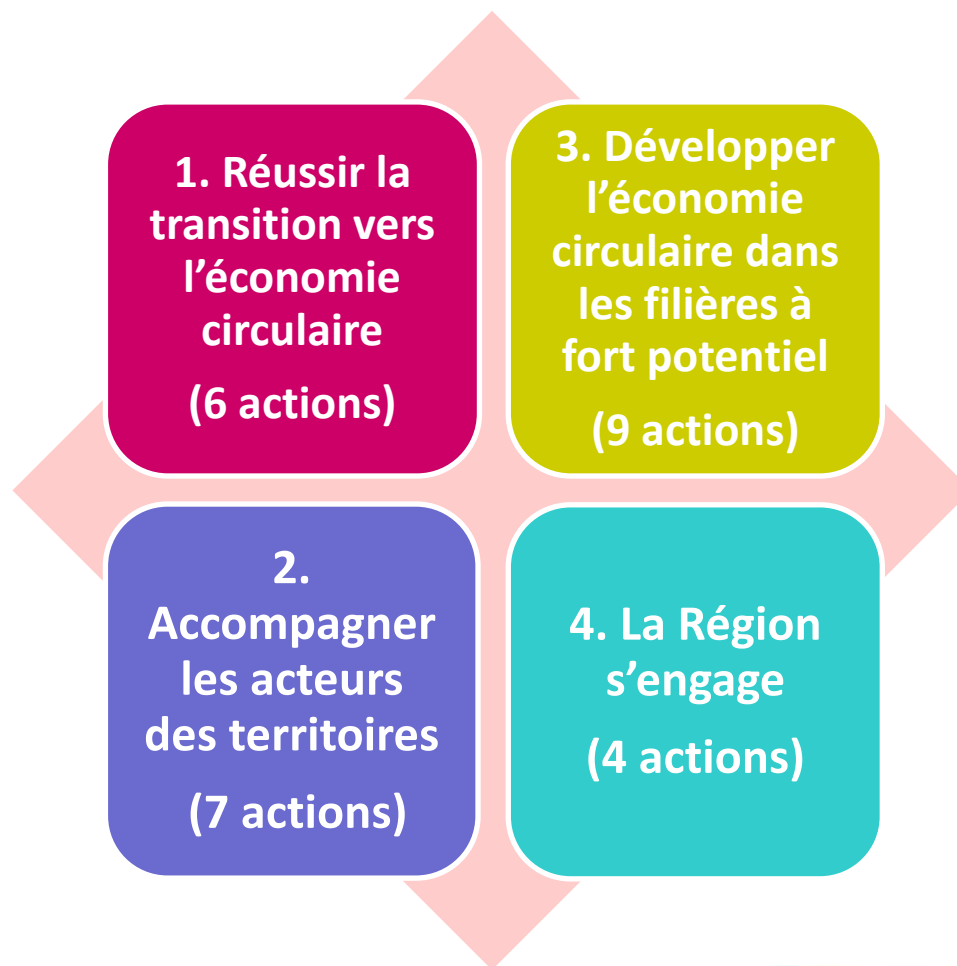 1. Réussir la
transition vers
l’économie
circulaire
(6 actions)
3. Développer
l’économie
circulaire dans
les filières à
fort potentiel
(9 actions)
2.
Accompagner
les acteurs
des territoires
(7 actions)
4. La Région
s’engage
(4 actions)